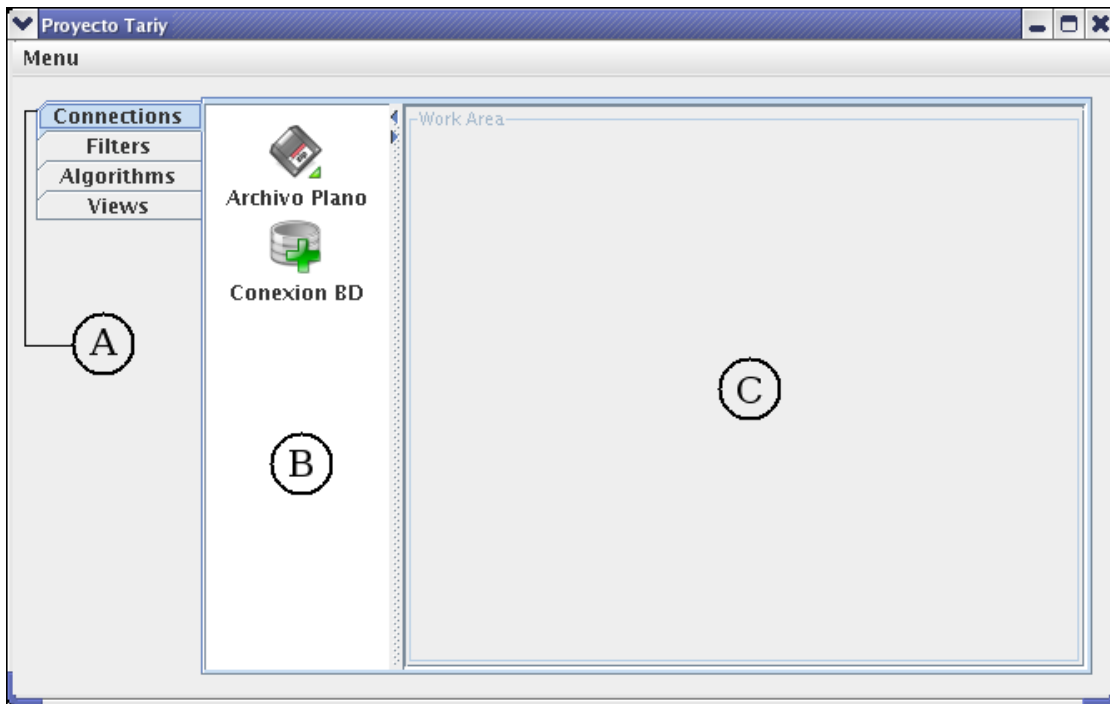 Proyecto Tariy
Menu
Connections
Filters
Algorithms
Views
Archivo Plano
Conexion BD
Work Area
A
B
C